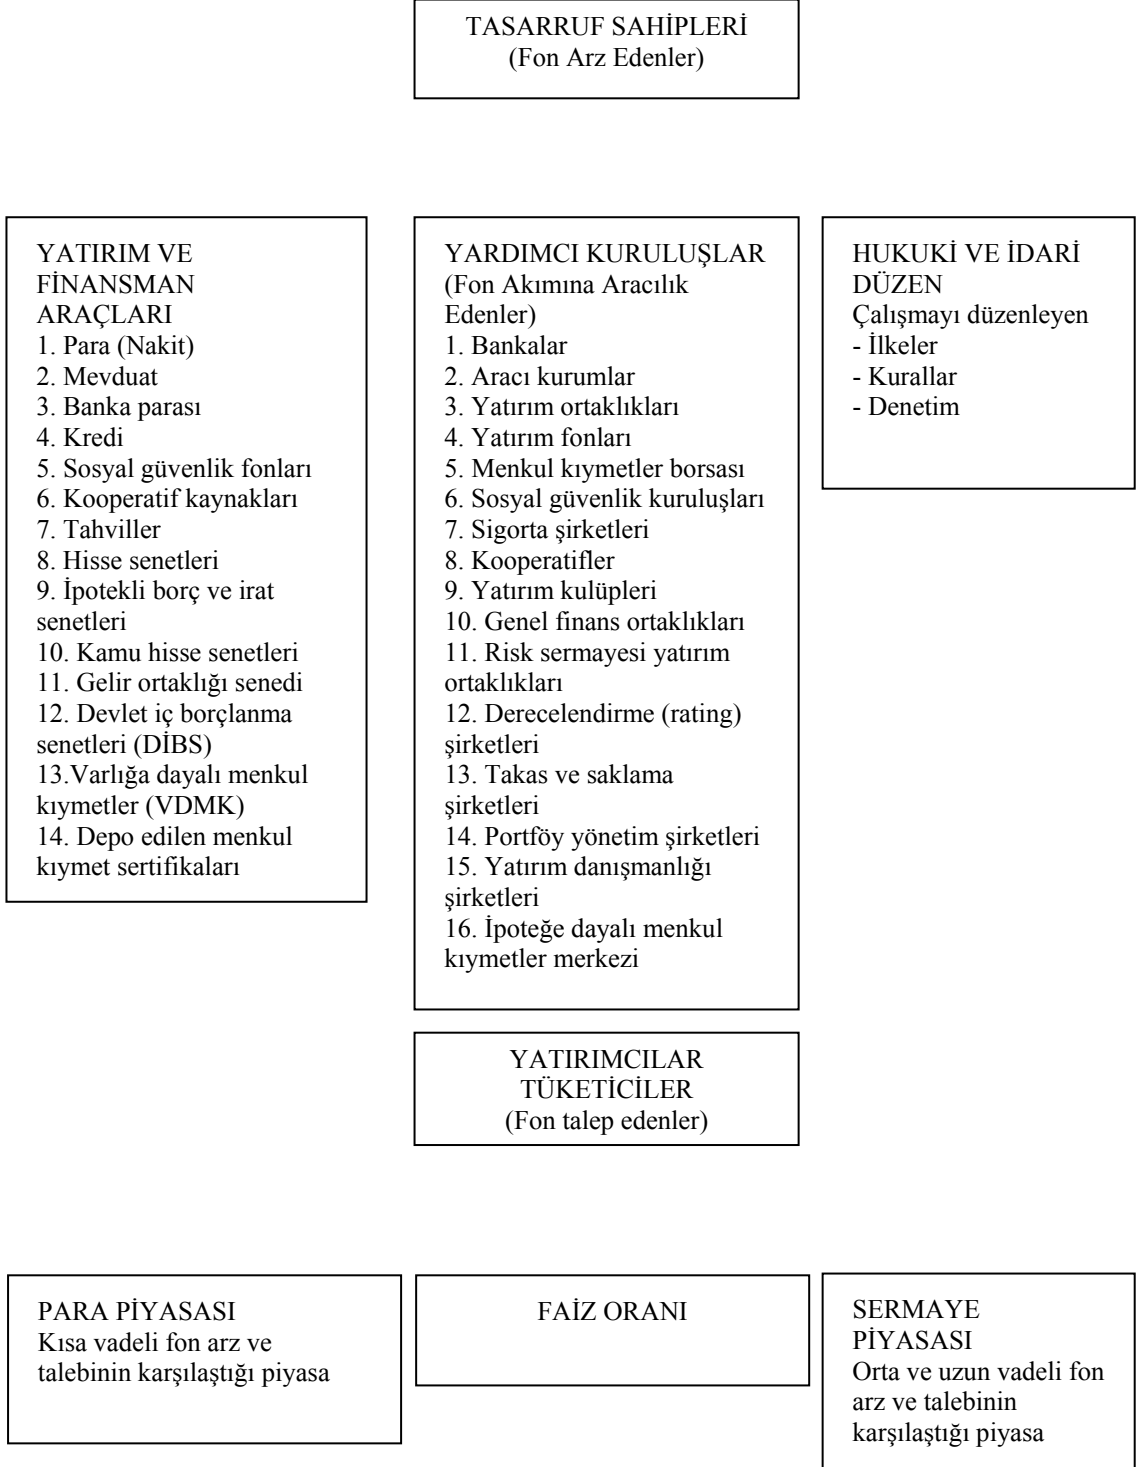 TASARRUF SAHİPLERİ
(Fon Arz Edenler)
YATIRIM VE
FİNANSMAN
ARAÇLARI
1. Para (Nakit)
2. Mevduat
3. Banka parası
4. Kredi
5. Sosyal güvenlik fonları
6. Kooperatif kaynakları
7. Tahviller
8. Hisse senetleri
9. İpotekli borç ve irat
senetleri
10. Kamu hisse senetleri
11. Gelir ortaklığı senedi
12. Devlet iç borçlanma
senetleri (DİBS)
13.Varlığa dayalı menkul
kıymetler (VDMK)
14. Depo edilen menkul
kıymet sertifikaları
YARDIMCI KURULUŞLAR
(Fon Akımına Aracılık
Edenler)
1. Bankalar
2. Aracı kurumlar
3. Yatırım ortaklıkları
4. Yatırım fonları
5. Menkul kıymetler borsası
6. Sosyal güvenlik kuruluşları
7. Sigorta şirketleri
8. Kooperatifler
9. Yatırım kulüpleri
10. Genel finans ortaklıkları
11. Risk sermayesi yatırım
ortaklıkları
12. Derecelendirme (rating)
şirketleri
13. Takas ve saklama
şirketleri
14. Portföy yönetim şirketleri
15. Yatırım danışmanlığı
şirketleri
16. İpoteğe dayalı menkul
kıymetler merkezi
HUKUKİ VE İDARİ
DÜZEN
Çalışmayı düzenleyen
- İlkeler
- Kurallar
- Denetim
YATIRIMCILAR
TÜKETİCİLER
(Fon talep edenler)
PARA PİYASASI
Kısa vadeli fon arz ve
talebinin karşılaştığı piyasa
FAİZ ORANI
SERMAYE
PİYASASI
Orta ve uzun vadeli fon
arz ve talebinin
karşılaştığı piyasa